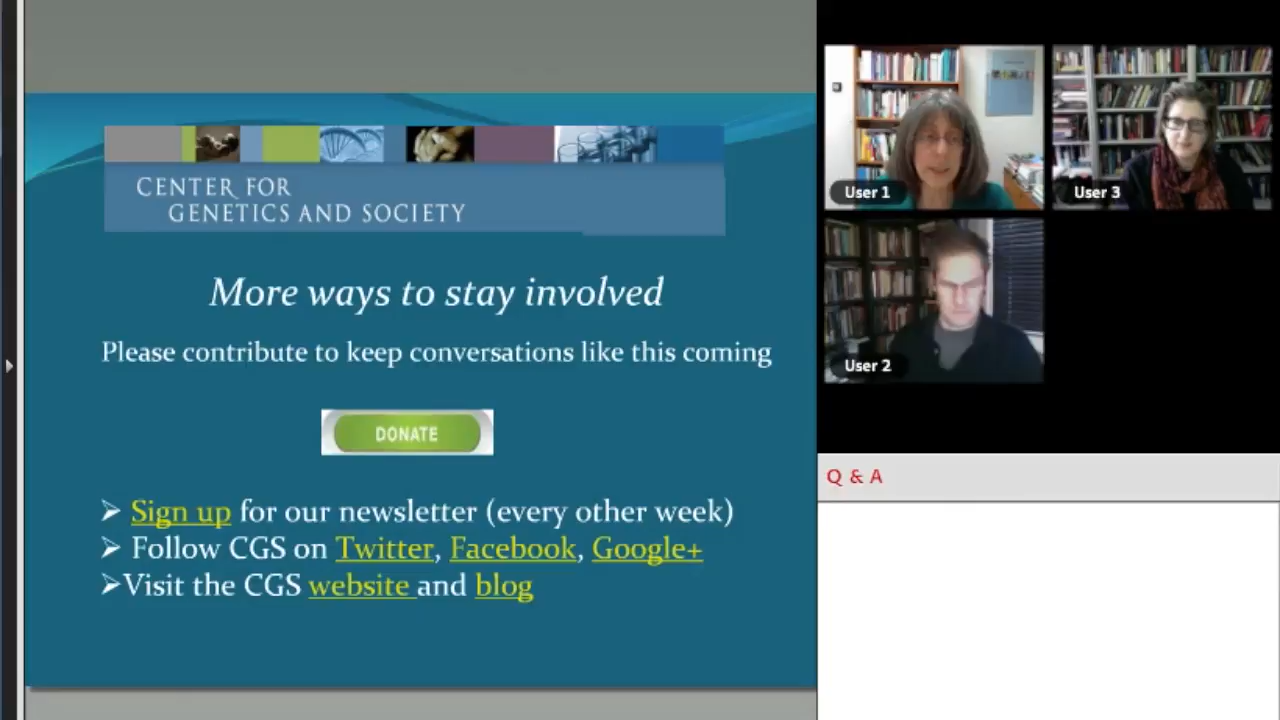 CENTER FOR
GENETICS AND SOCIETY
More ways to stay involved
Please contribute to keep conversations like this coming
DONATE
➢ Sign up for our newsletter (every other week)
➢ Follow CGS on Twitter, Facebook, Google+
➢Visit the CGS website and blog
User 1
User 3
User 2
Q & A